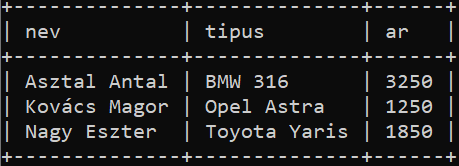 +--------------+--------------+------+
| nev          | tipus        | ar   |
+--------------+--------------+------+
| Asztal Antal | BMW 316      | 3250 |
| Kovács Magor | Opel Astra   | 1250 |
| Nagy Eszter  | Toyota Yaris | 1850 |
+--------------+--------------+------+